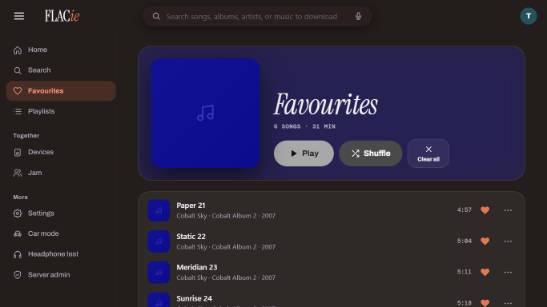 FLACie
Search songs, albums, artists, or music to download
T
Home
Search
Favourites
Playlists
Together
Devices
Jam
More
Settings
Car mode
Headphone test
Server admin
Favourites
6 SONGS · 31 MIN
Play
Shuffle
Clear all
Paper 21
Cobalt Sky · Cobalt Album 2 · 2007
4:57
Static 22
Cobalt Sky · Cobalt Album 2 · 2007
5:04
Meridian 23
Cobalt Sky · Cobalt Album 2 · 2007
5:11
Sunrise 24
5:18